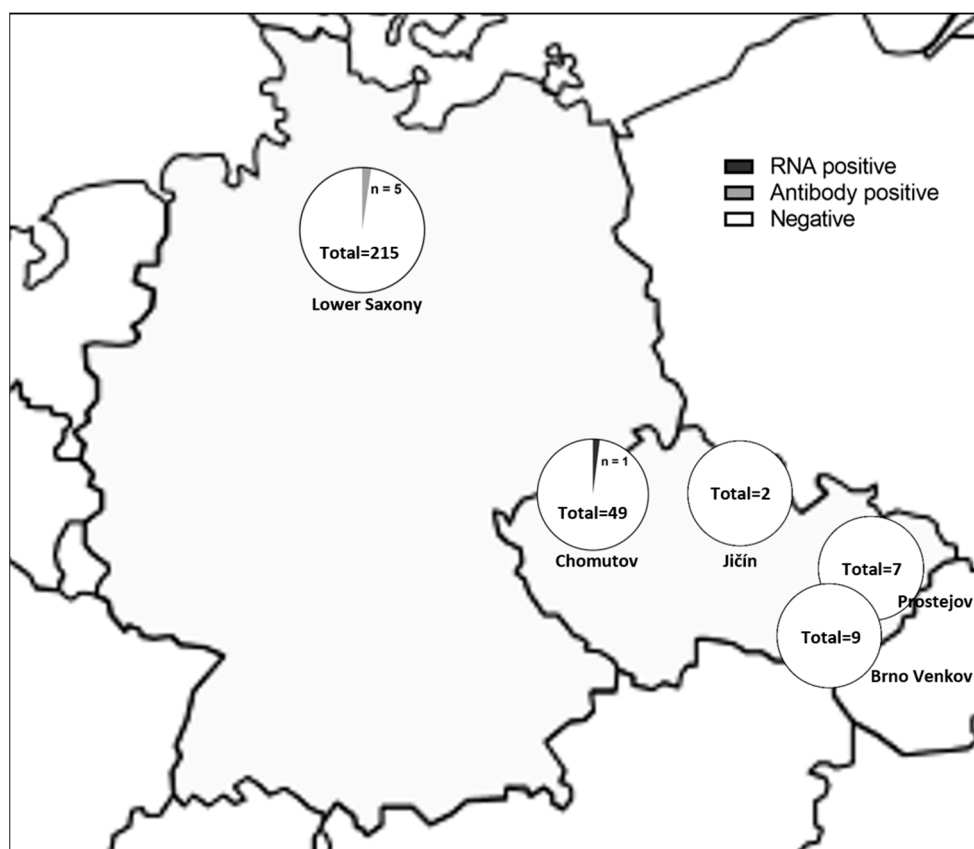 RNA positive
Antibody positive
Negative
n = 5
Total=215
Lower Saxony
n = 1
Total=49
Chomutov
Total=2
Jičín
Total=7
Prostejov
Total=9
Brno Venkov